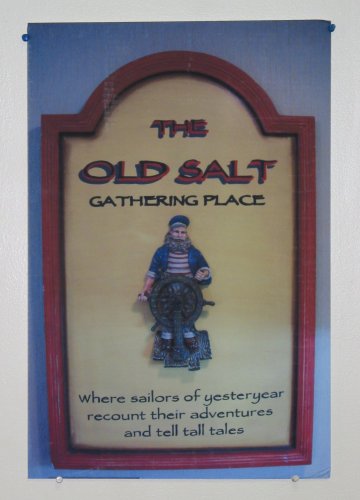 THE
OLD SALT
GATHERING PLACE
Where sailors of yesteryear
recount their adventures
and tell tall tales